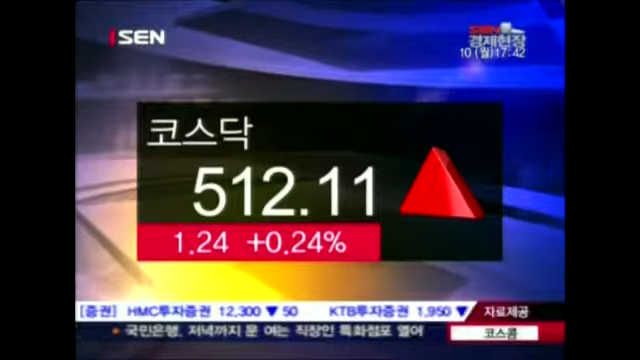 SEN
SEN
경제현장
10(월)17:42
코스닥
512.11
1.24 +0.24%
[증권] HMC투자증권 12,300 ▼ 50 KTB투자증권 1,950 ▼
자료제공
• 국민은행, 저녁까지 문 여는 직장인 특화점포 열어
코스콤